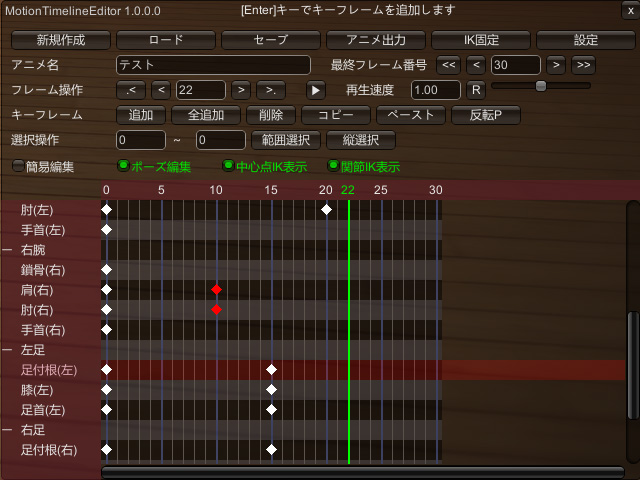 MotionTimelineEditor 1.0.0.0 [Enter]キーでキーフレームを追加します x
新規作成 ロード セーブ アニメ出力 IK固定 設定
アニメ名 テスト 最終フレーム番号 << < 30 > >>
フレーム操作 .< < 22 > >. ▶ 再生速度 1.00 R
キーフレーム 追加 全追加 削除 コピー ペースト 反転P
選択操作 0 ~ 0 範囲選択 縦選択
簡易編集 ポーズ編集 中心点IK表示 関節IK表示
0 5 10 15 20 22 25 30
肘(左)
手首(左)
ー 右腕
鎖骨(右)
肩(右)
肘(右)
手首(右)
ー 左足
足付根(左)
膝(左)
足首(左)
ー 右足
足付根(右)